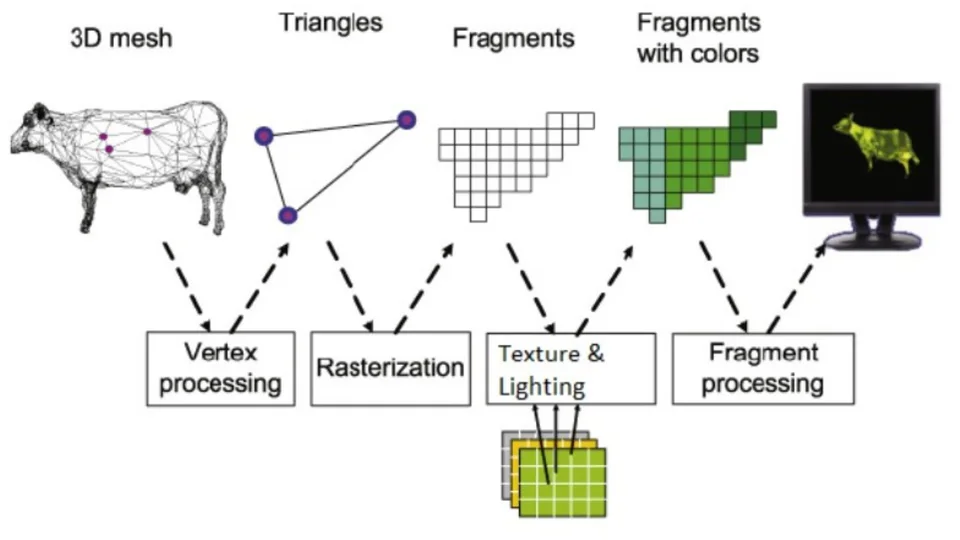 3D mesh
Triangles
Fragments
Fragments
with colors
Vertex
processing
Rasterization
Texture &
Lighting
Fragment
processing